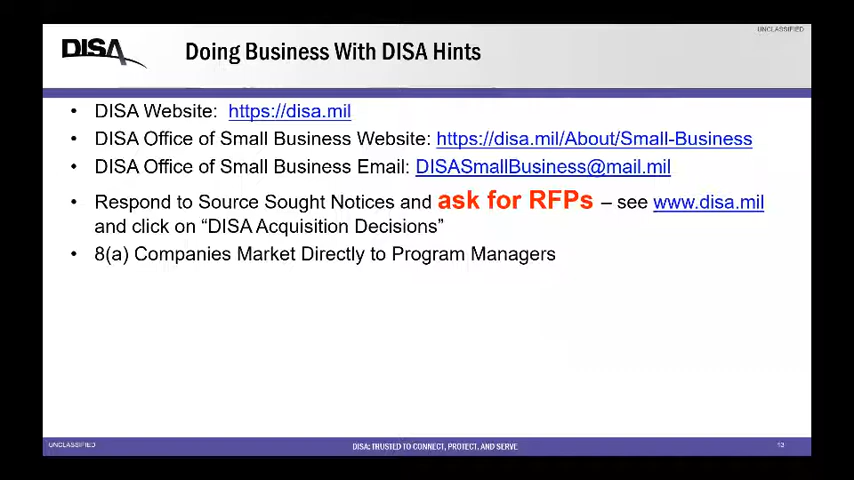 UNCLASSIFIED
DISA
Doing Business With DISA Hints
• DISA Website: https://disa.mil
• DISA Office of Small Business Website: https://disa.mil/About/Small-Business
• DISA Office of Small Business Email: DISASmallBusiness@mail.mil
• Respond to Source Sought Notices and ask for RFPs – see www.disa.mil
and click on “DISA Acquisition Decisions”
• 8(a) Companies Market Directly to Program Managers
UNCLASSIFIED
DISA: TRUSTED TO CONNECT, PROTECT, AND SERVE